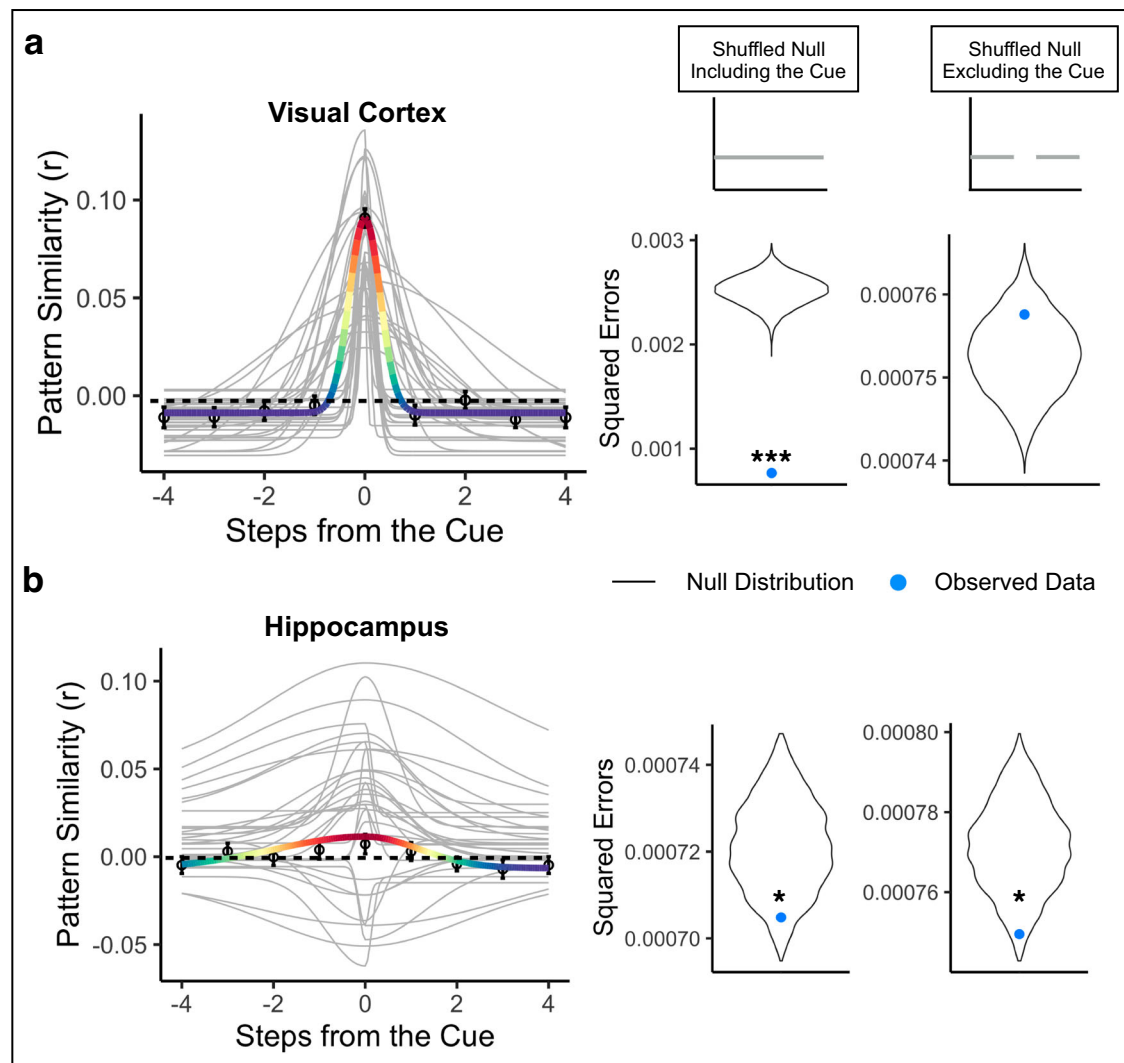 a
Shuffled Null
Including the Cue
Shuffled Null
Excluding the Cue
Visual Cortex
Pattern Similarity (r)
0.10
0.05
0.00
-4
-2
0
2
4
Steps from the Cue
Squared Errors
0.003
0.002
0.001
***
0.00076
0.00075
0.00074
b
Null Distribution
Observed Data
Hippocampus
Pattern Similarity (r)
0.10
0.05
0.00
-0.05
-4
-2
0
2
4
Steps from the Cue
Squared Errors
0.00074
0.00072
0.00070
*
0.00080
0.00078
0.00076
*